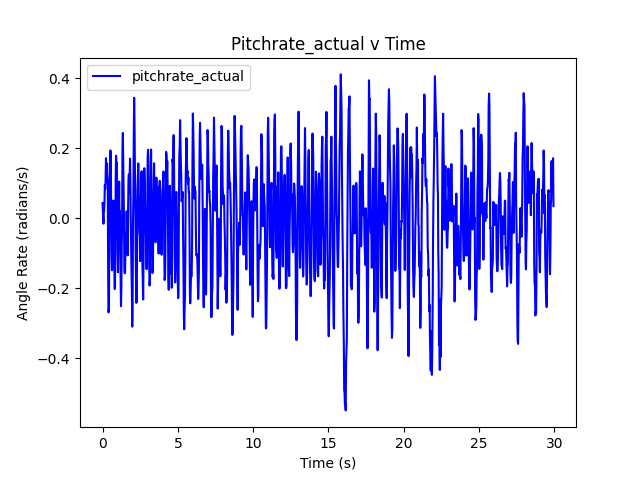 Pitchrate_actual v Time
pitchrate_actual
Angle Rate (radians/s)
0.4
0.2
0.0
−0.2
−0.4
0 5 10 15 20 25 30
Time (s)